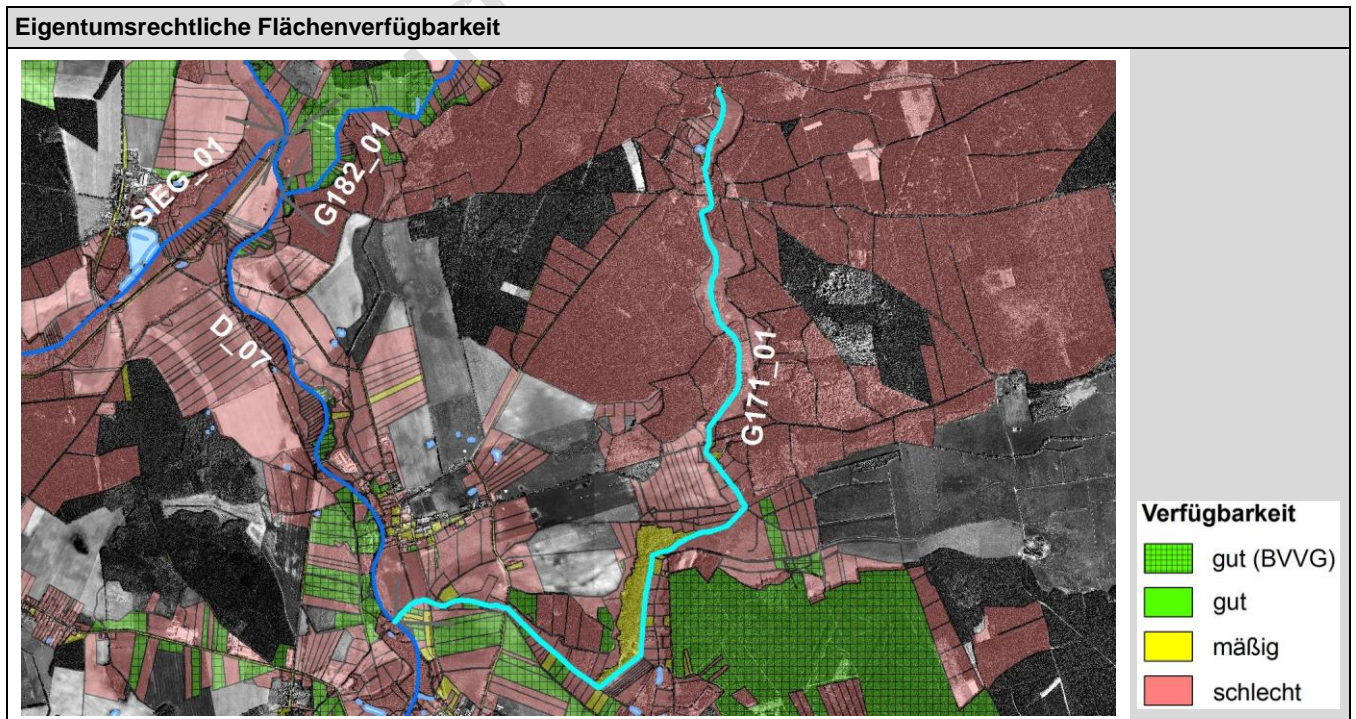 Eigentumsrechtliche Flächenverfügbarkeit
SIEG_01
G182_01
D_07
G171_01
Verfügbarkeit
gut (BVVG)
gut
mäßig
schlecht